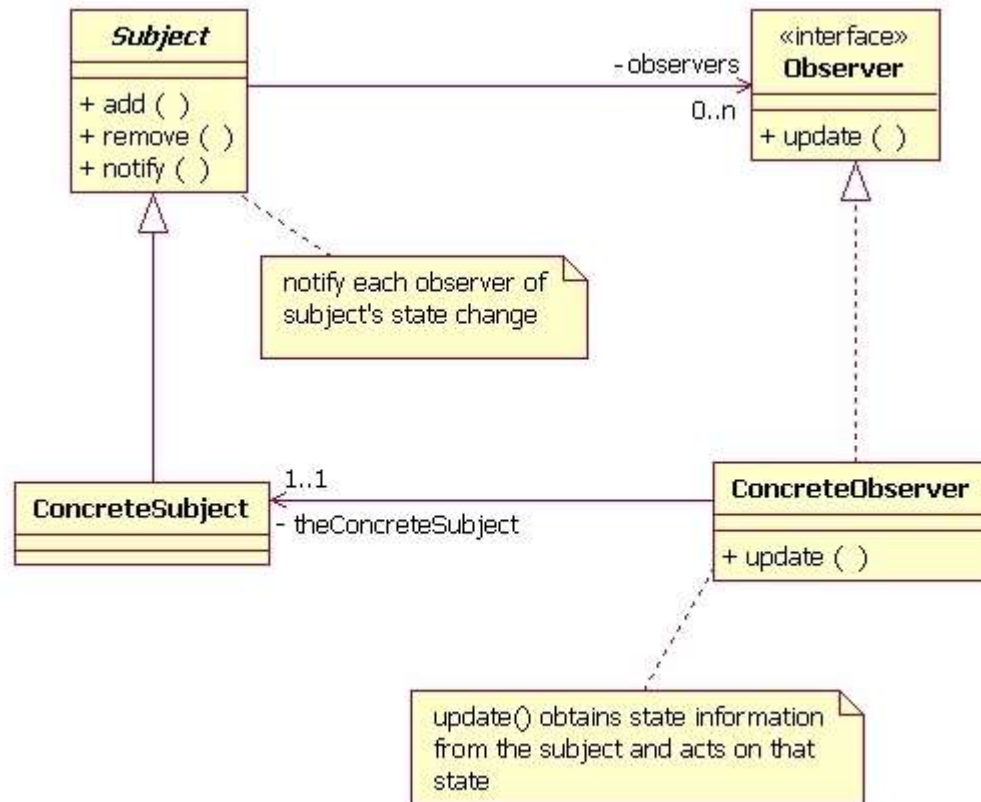 Subject
+ add ( )
+ remove ( )
+ notify ( )
- observers
0..n
«interface»
Observer
+ update ( )
notify each observer of
subject's state change
ConcreteSubject
1..1
- theConcreteSubject
ConcreteObserver
+ update ( )
update() obtains state information
from the subject and acts on that
state